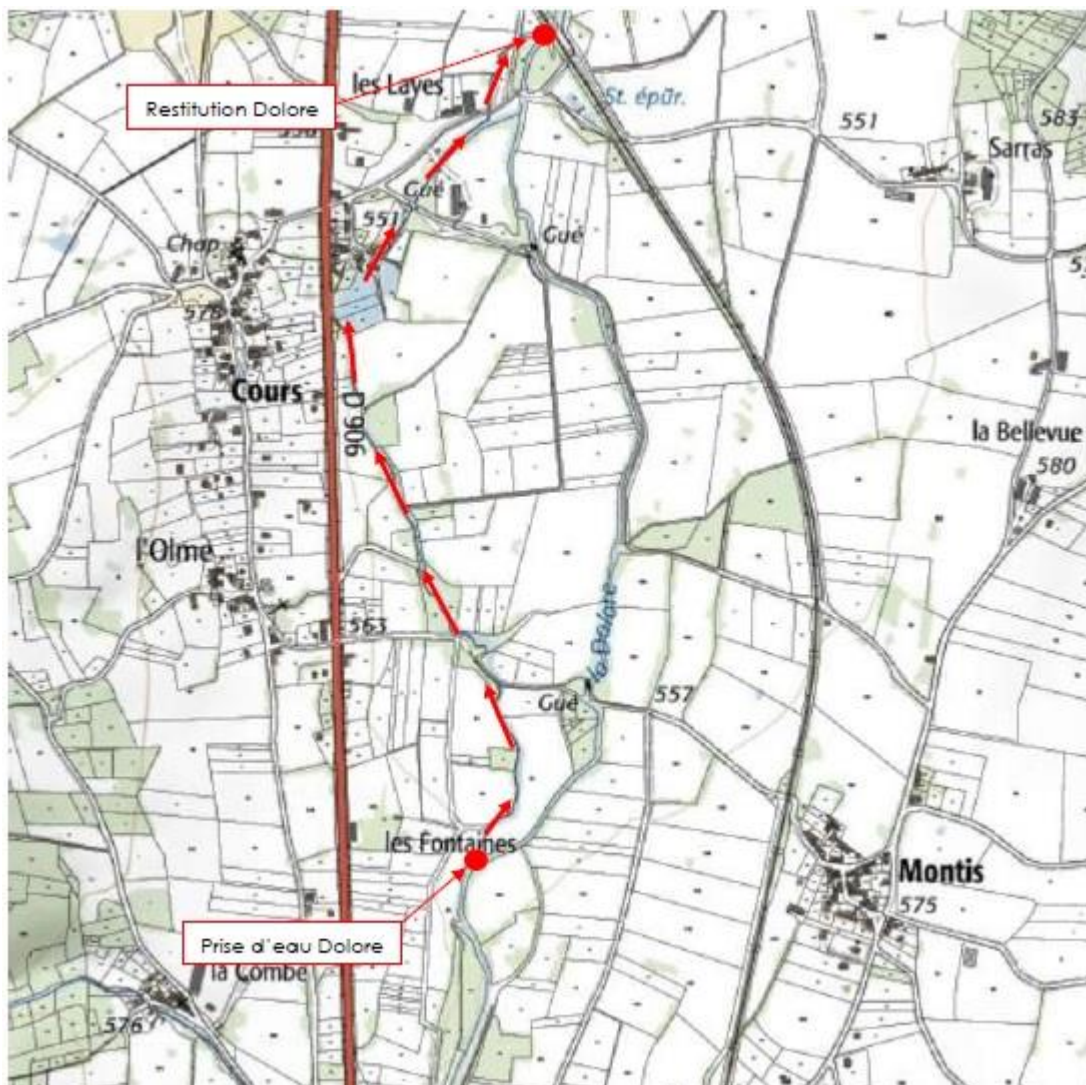 les Layes
St. épur.
Restitution Dolore
551
583
Sarras
Gué
551
Gué
Chap
578
Cours
D 906
la Bellevue
580
l'Olme
563
la Dolore
Gué
557
les Fontaines
Montis
575
Prise d'eau Dolore
la Combe
576